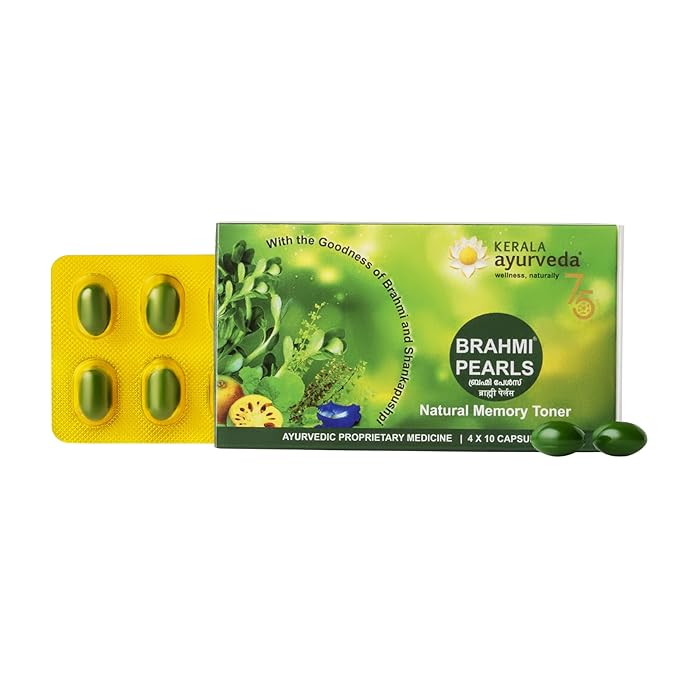 With the Goodness of Brahmi and Shankapushpi
KERALA
ayurveda®
wellness, naturally
75
BRAHMI®
PEARLS
ബ്രഹ്മി പേൾസ്
ब्राह्मी पेर्लस
Natural Memory Toner
AYURVEDIC PROPRIETARY MEDICINE | 4 X 10 CAPSU